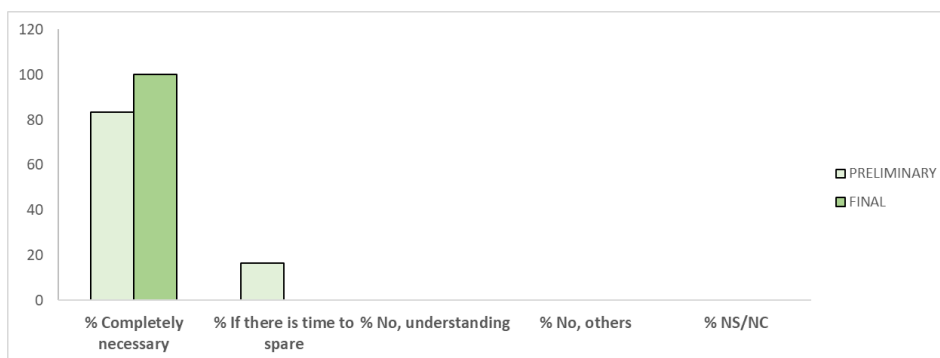 120
100
80
60
40
20
0
% Completely necessary
% If there is time to spare
% No, understanding
% No, others
% NS/NC
PRELIMINARY
FINAL